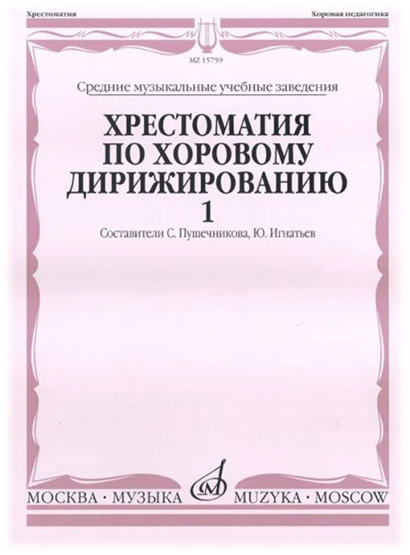 Хрестоматия Хоровая педагогика
MZ 15759
Средние музыкальные учебные заведения
ХРЕСТОМАТИЯ
ПО ХОРОВОМУ
ДИРИЖИРОВАНИЮ
1
Составители С. Пушечникова, Ю. Игнатьев
МОСКВА • МУЗЫКА MUZYKA • MOSCOW